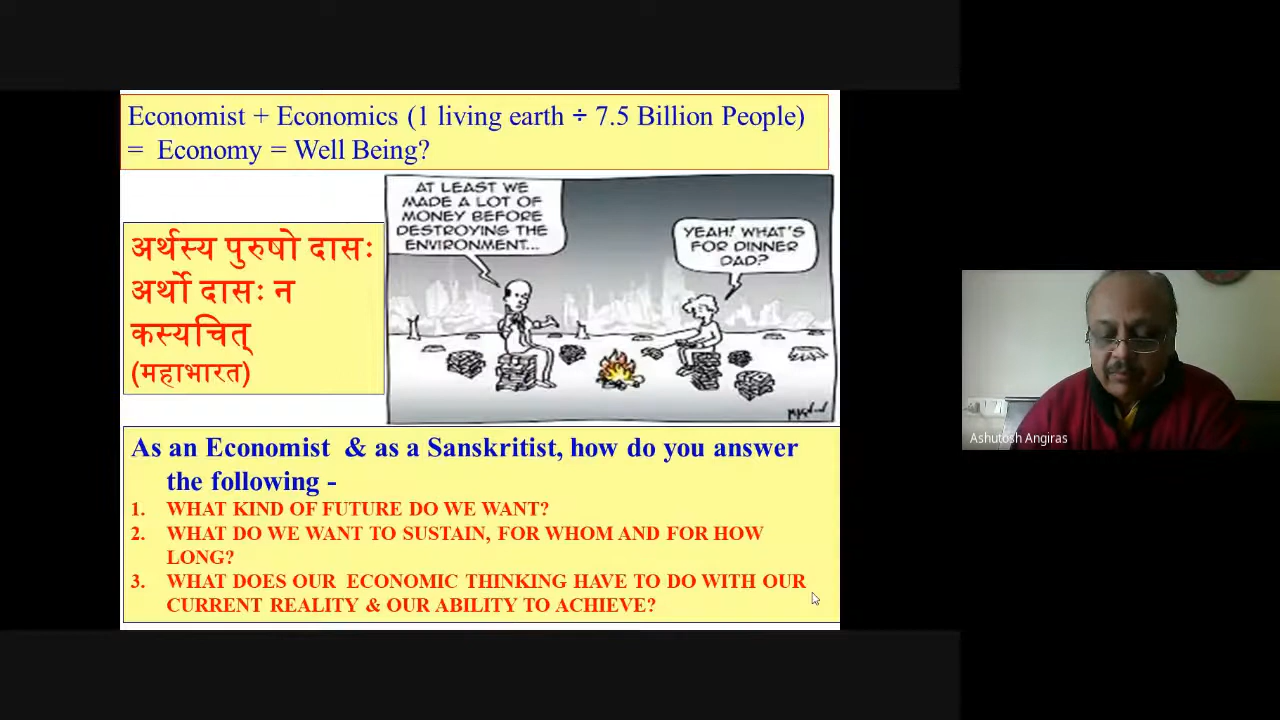 Economist + Economics (1 living earth ÷ 7.5 Billion People)
= Economy = Well Being?
AT LEAST WE
MADE A LOT OF
MONEY BEFORE
DESTROYING THE
ENVIRONMENT...
YEAH! WHAT'S
FOR DINNER
DAD?
अर्थस्य पुरुषो दासः
अर्थो दासः न
कस्यचित्
(महाभारत)
As an Economist & as a Sanskritist, how do you answer
the following -
1. WHAT KIND OF FUTURE DO WE WANT?
2. WHAT DO WE WANT TO SUSTAIN, FOR WHOM AND FOR HOW
LONG?
3. WHAT DOES OUR ECONOMIC THINKING HAVE TO DO WITH OUR
CURRENT REALITY & OUR ABILITY TO ACHIEVE?
Ashutosh Angiras